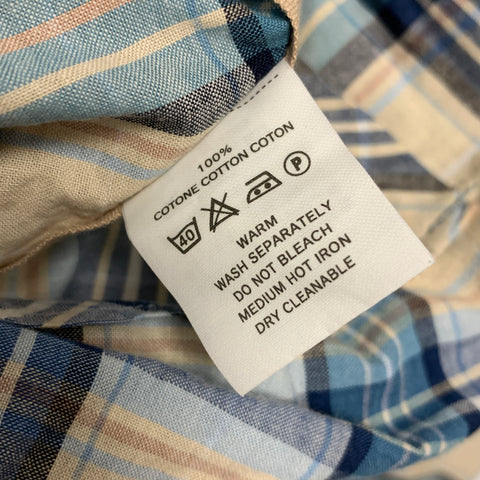 100%
COTONE COTTON COTON
40 P
WARM
WASH SEPARATELY
DO NOT BLEACH
MEDIUM HOT IRON
DRY CLEANABLE